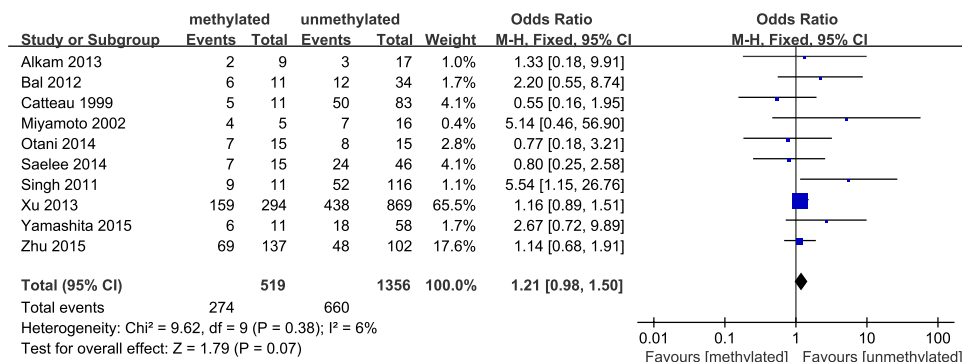 methylated unmethylated Odds Ratio Odds Ratio
Study or Subgroup Events Total Events Total Weight M-H, Fixed, 95% CI M-H, Fixed, 95% CI
Alkam 2013 2 9 3 17 1.0% 1.33 [0.18, 9.91]
Bal 2012 6 11 12 34 1.7% 2.20 [0.55, 8.74]
Catteau 1999 5 11 50 83 4.1% 0.55 [0.16, 1.95]
Miyamoto 2002 4 5 7 16 0.4% 5.14 [0.46, 56.90]
Otani 2014 7 15 8 15 2.8% 0.77 [0.18, 3.21]
Saelee 2014 7 15 24 46 4.1% 0.80 [0.25, 2.58]
Singh 2011 9 11 52 116 1.1% 5.54 [1.15, 26.76]
Xu 2013 159 294 438 869 65.5% 1.16 [0.89, 1.51]
Yamashita 2015 6 11 18 58 1.7% 2.67 [0.72, 9.89]
Zhu 2015 69 137 48 102 17.6% 1.14 [0.68, 1.91]
Total (95% CI) 519 1356 100.0% 1.21 [0.98, 1.50]
Total events 274 660
Heterogeneity: Chi² = 9.62, df = 9 (P = 0.38); I² = 6%
Test for overall effect: Z = 1.79 (P = 0.07)
0.01 0.1 1 10 100
Favours [methylated] Favours [unmethylated]